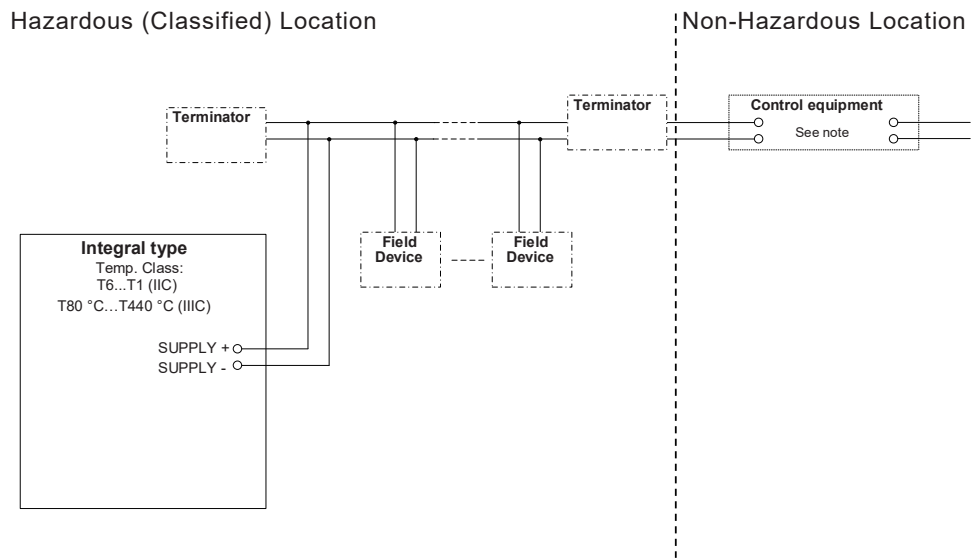 Hazardous (Classified) Location
Non-Hazardous Location
Terminator
Terminator
Control equipment
See note
Field
Device
Field
Device
Integral type
Temp. Class:
T6...T1 (IIC)
T80 °C…T440 °C (IIIC)
SUPPLY +
SUPPLY -